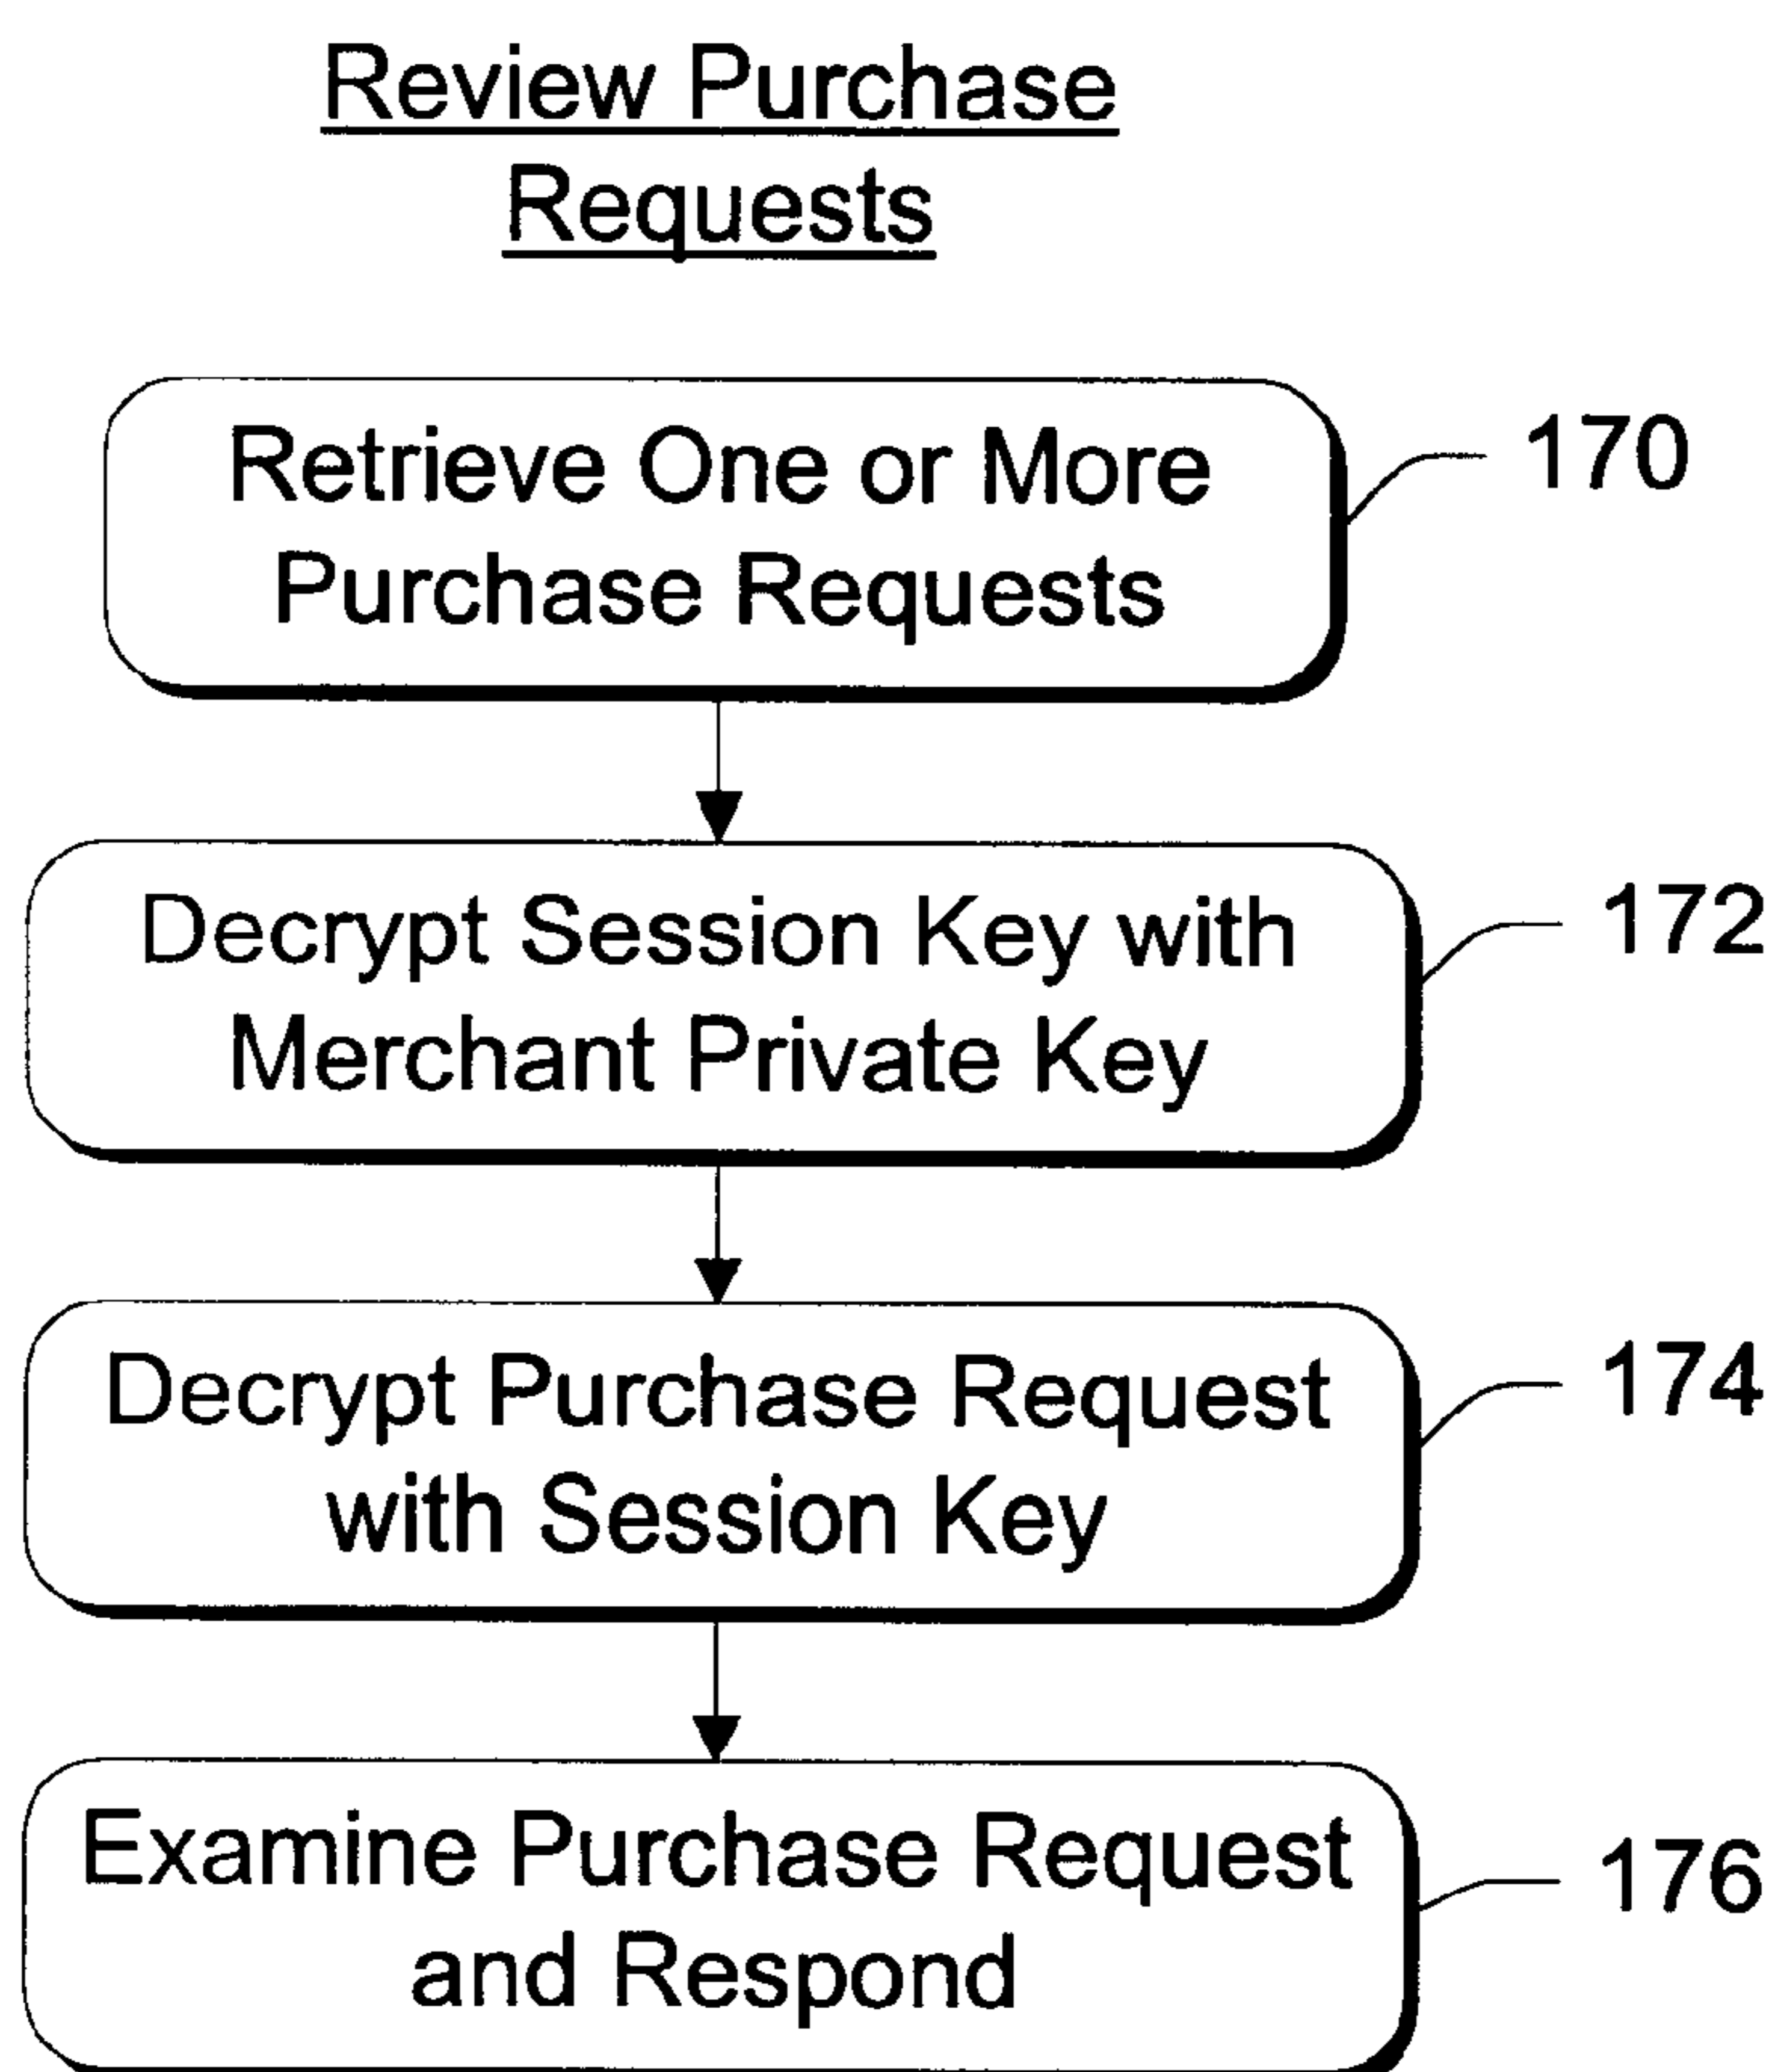 Review Purchase
Requests
Retrieve One or More
Purchase Requests
170
Decrypt Session Key with
Merchant Private Key
172
Decrypt Purchase Request
with Session Key
174
Examine Purchase Request
and Respond
176